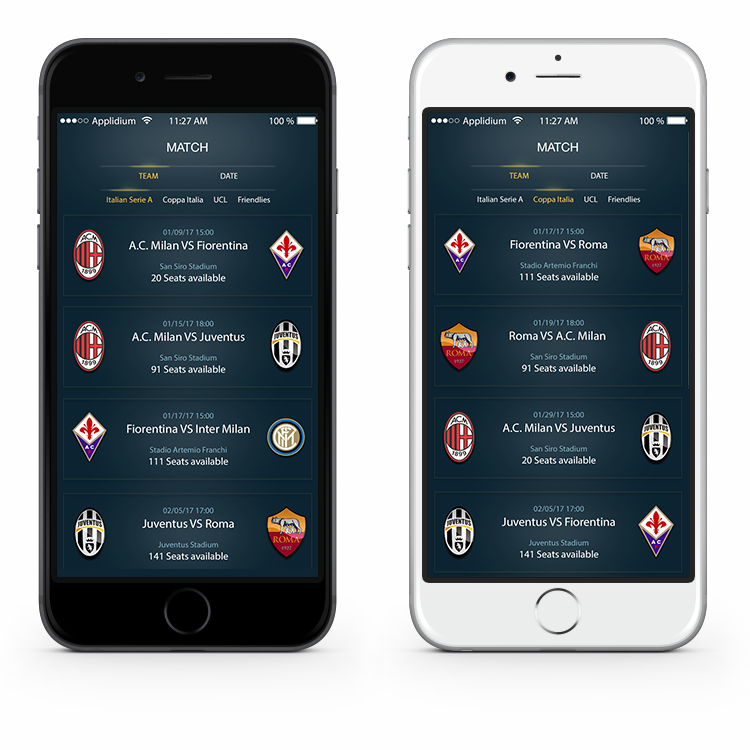 ●●●○○ Applidium 11:27 AM 100 %
MATCH
TEAM DATE
Italian Serie A Coppa Italia UCL Friendlies
01/09/17 15:00
A.C. Milan VS Fiorentina
San Siro Stadium
20 Seats available
ACM
1899
A C
01/15/17 18:00
A.C. Milan VS Juventus
San Siro Stadium
91 Seats available
ACM
1899
JUVENTUS
01/17/17 15:00
Fiorentina VS Inter Milan
Stadio Artemio Franchi
111 Seats available
A C
02/05/17 17:00
Juventus VS Roma
Juventus Stadium
141 Seats available
JUVENTUS
ROMA
1927
●●●○○ Applidium 11:27 AM 100 %
MATCH
TEAM DATE
Italian Serie A Coppa Italia UCL Friendlies
01/17/17 15:00
Fiorentina VS Roma
Stadio Artemio Franchi
111 Seats available
A C
ROMA
1927
01/19/17 18:00
Roma VS A.C. Milan
San Siro Stadium
91 Seats available
ROMA
1927
ACM
1899
01/29/17 15:00
A.C. Milan VS Juventus
San Siro Stadium
20 Seats available
ACM
1899
JUVENTUS
02/05/17 17:00
Juventus VS Fiorentina
Juventus Stadium
141 Seats available
JUVENTUS
A C